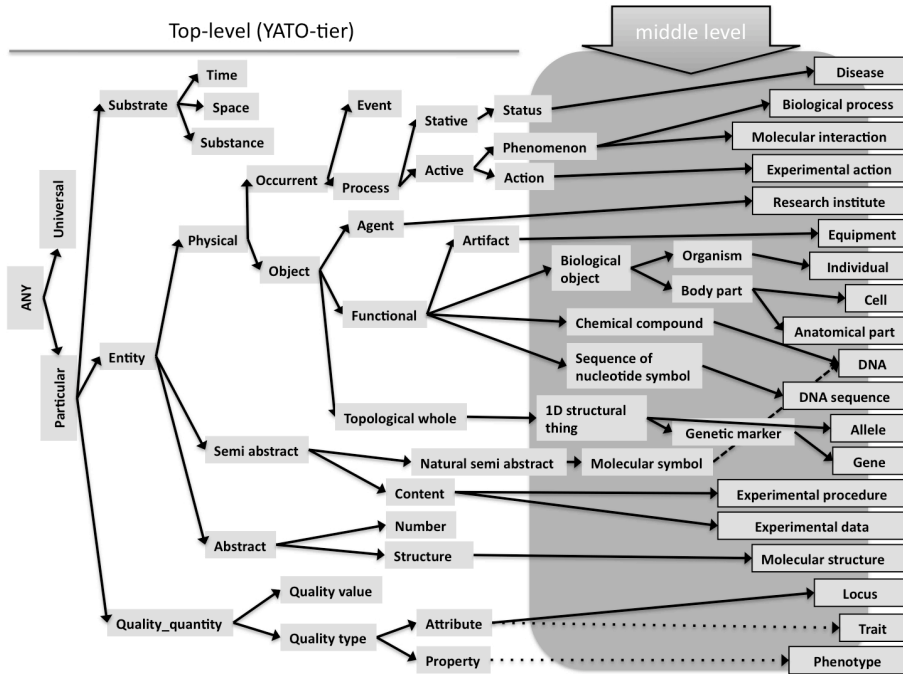 Top-level (YATO-tier)
middle level
Time
Substrate
Space
Substance
Event
Stative
Status
Disease
Biological process
Phenomenon
Molecular interaction
Occurrent
Process
Active
Action
Experimental action
Research institute
Universal
Physical
Agent
Artifact
Equipment
Object
Biological
object
Organism
Individual
ANY
Functional
Body part
Cell
Chemical compound
Anatomical part
Particular
Entity
Sequence of
nucleotide symbol
DNA
DNA sequence
Topological whole
1D structural
thing
Genetic marker
Allele
Semi abstract
Natural semi abstract
Molecular symbol
Gene
Content
Experimental procedure
Number
Experimental data
Abstract
Structure
Molecular structure
Quality value
Locus
Quality_quantity
Quality type
Attribute
Trait
Property
Phenotype